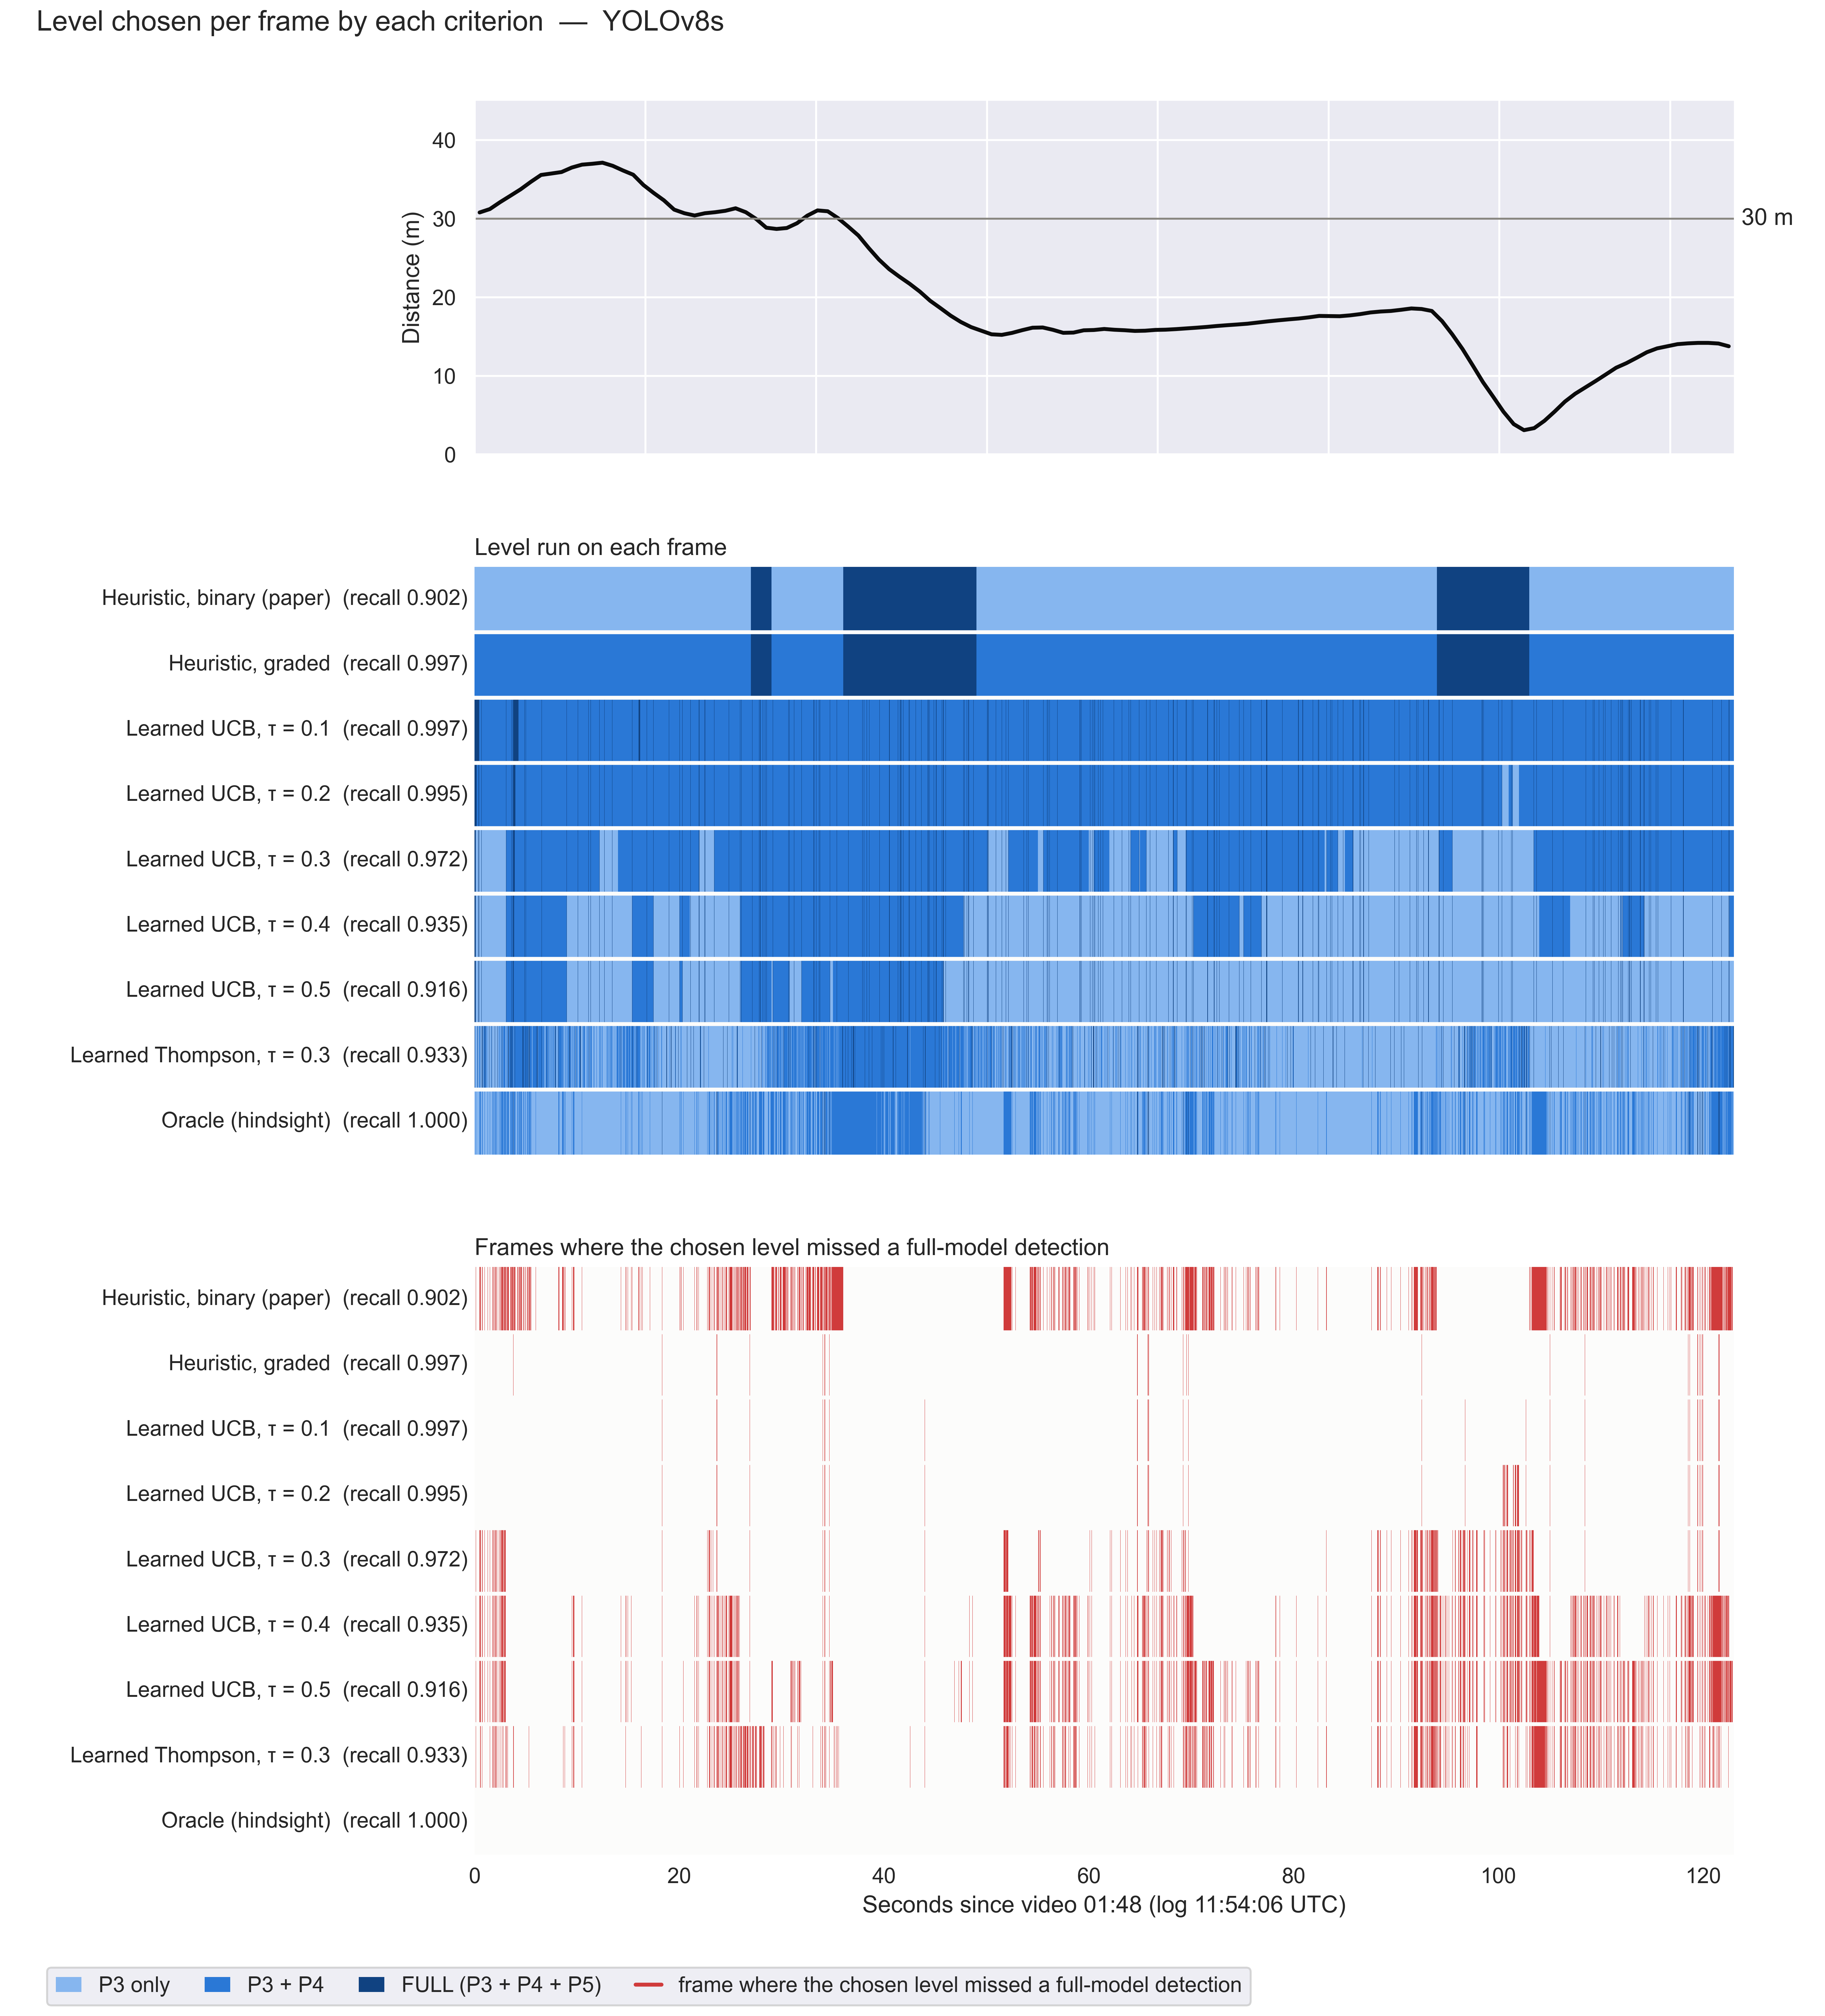 Level chosen per frame by each criterion — YOLOv8s
40
30
20
10
0
Distance (m)
30 m
Level run on each frame
Heuristic, binary (paper) (recall 0.902)
Heuristic, graded (recall 0.997)
Learned UCB, τ = 0.1 (recall 0.997)
Learned UCB, τ = 0.2 (recall 0.995)
Learned UCB, τ = 0.3 (recall 0.972)
Learned UCB, τ = 0.4 (recall 0.935)
Learned UCB, τ = 0.5 (recall 0.916)
Learned Thompson, τ = 0.3 (recall 0.933)
Oracle (hindsight) (recall 1.000)
Frames where the chosen level missed a full-model detection
Heuristic, binary (paper) (recall 0.902)
Heuristic, graded (recall 0.997)
Learned UCB, τ = 0.1 (recall 0.997)
Learned UCB, τ = 0.2 (recall 0.995)
Learned UCB, τ = 0.3 (recall 0.972)
Learned UCB, τ = 0.4 (recall 0.935)
Learned UCB, τ = 0.5 (recall 0.916)
Learned Thompson, τ = 0.3 (recall 0.933)
Oracle (hindsight) (recall 1.000)
0 20 40 60 80 100 120
Seconds since video 01:48 (log 11:54:06 UTC)
P3 only P3 + P4 FULL (P3 + P4 + P5) frame where the chosen level missed a full-model detection